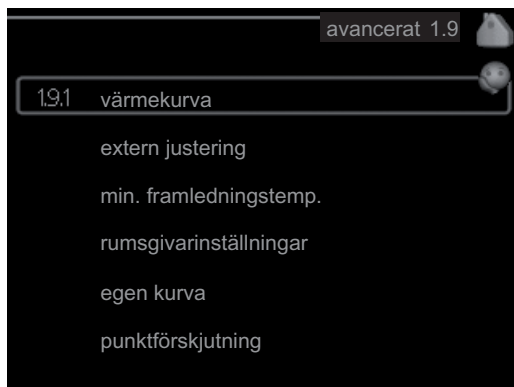 avancerat 1.9
1.9.1 värmekurva
extern justering
min. framledningstemp.
rumsgivarinställningar
egen kurva
punktförskjutning